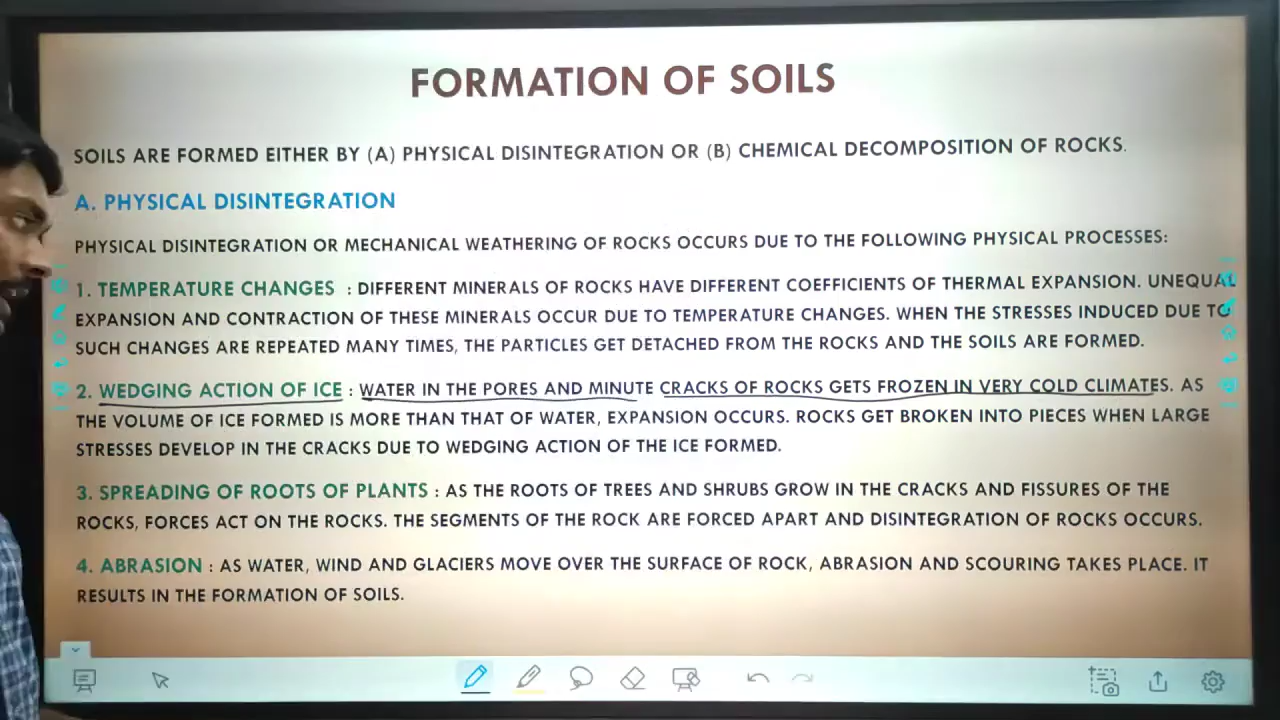 FORMATION OF SOILS
SOILS ARE FORMED EITHER BY (A) PHYSICAL DISINTEGRATION OR (B) CHEMICAL DECOMPOSITION OF ROCKS.
A. PHYSICAL DISINTEGRATION
PHYSICAL DISINTEGRATION OR MECHANICAL WEATHERING OF ROCKS OCCURS DUE TO THE FOLLOWING PHYSICAL PROCESSES:
1. TEMPERATURE CHANGES : DIFFERENT MINERALS OF ROCKS HAVE DIFFERENT COEFFICIENTS OF THERMAL EXPANSION. UNEQUAL
EXPANSION AND CONTRACTION OF THESE MINERALS OCCUR DUE TO TEMPERATURE CHANGES. WHEN THE STRESSES INDUCED DUE TO
SUCH CHANGES ARE REPEATED MANY TIMES, THE PARTICLES GET DETACHED FROM THE ROCKS AND THE SOILS ARE FORMED.
2. WEDGING ACTION OF ICE : WATER IN THE PORES AND MINUTE CRACKS OF ROCKS GETS FROZEN IN VERY COLD CLIMATES. AS
THE VOLUME OF ICE FORMED IS MORE THAN THAT OF WATER, EXPANSION OCCURS. ROCKS GET BROKEN INTO PIECES WHEN LARGE
STRESSES DEVELOP IN THE CRACKS DUE TO WEDGING ACTION OF THE ICE FORMED.
3. SPREADING OF ROOTS OF PLANTS : AS THE ROOTS OF TREES AND SHRUBS GROW IN THE CRACKS AND FISSURES OF THE
ROCKS, FORCES ACT ON THE ROCKS. THE SEGMENTS OF THE ROCK ARE FORCED APART AND DISINTEGRATION OF ROCKS OCCURS.
4. ABRASION : AS WATER, WIND AND GLACIERS MOVE OVER THE SURFACE OF ROCK, ABRASION AND SCOURING TAKES PLACE. IT
RESULTS IN THE FORMATION OF SOILS.